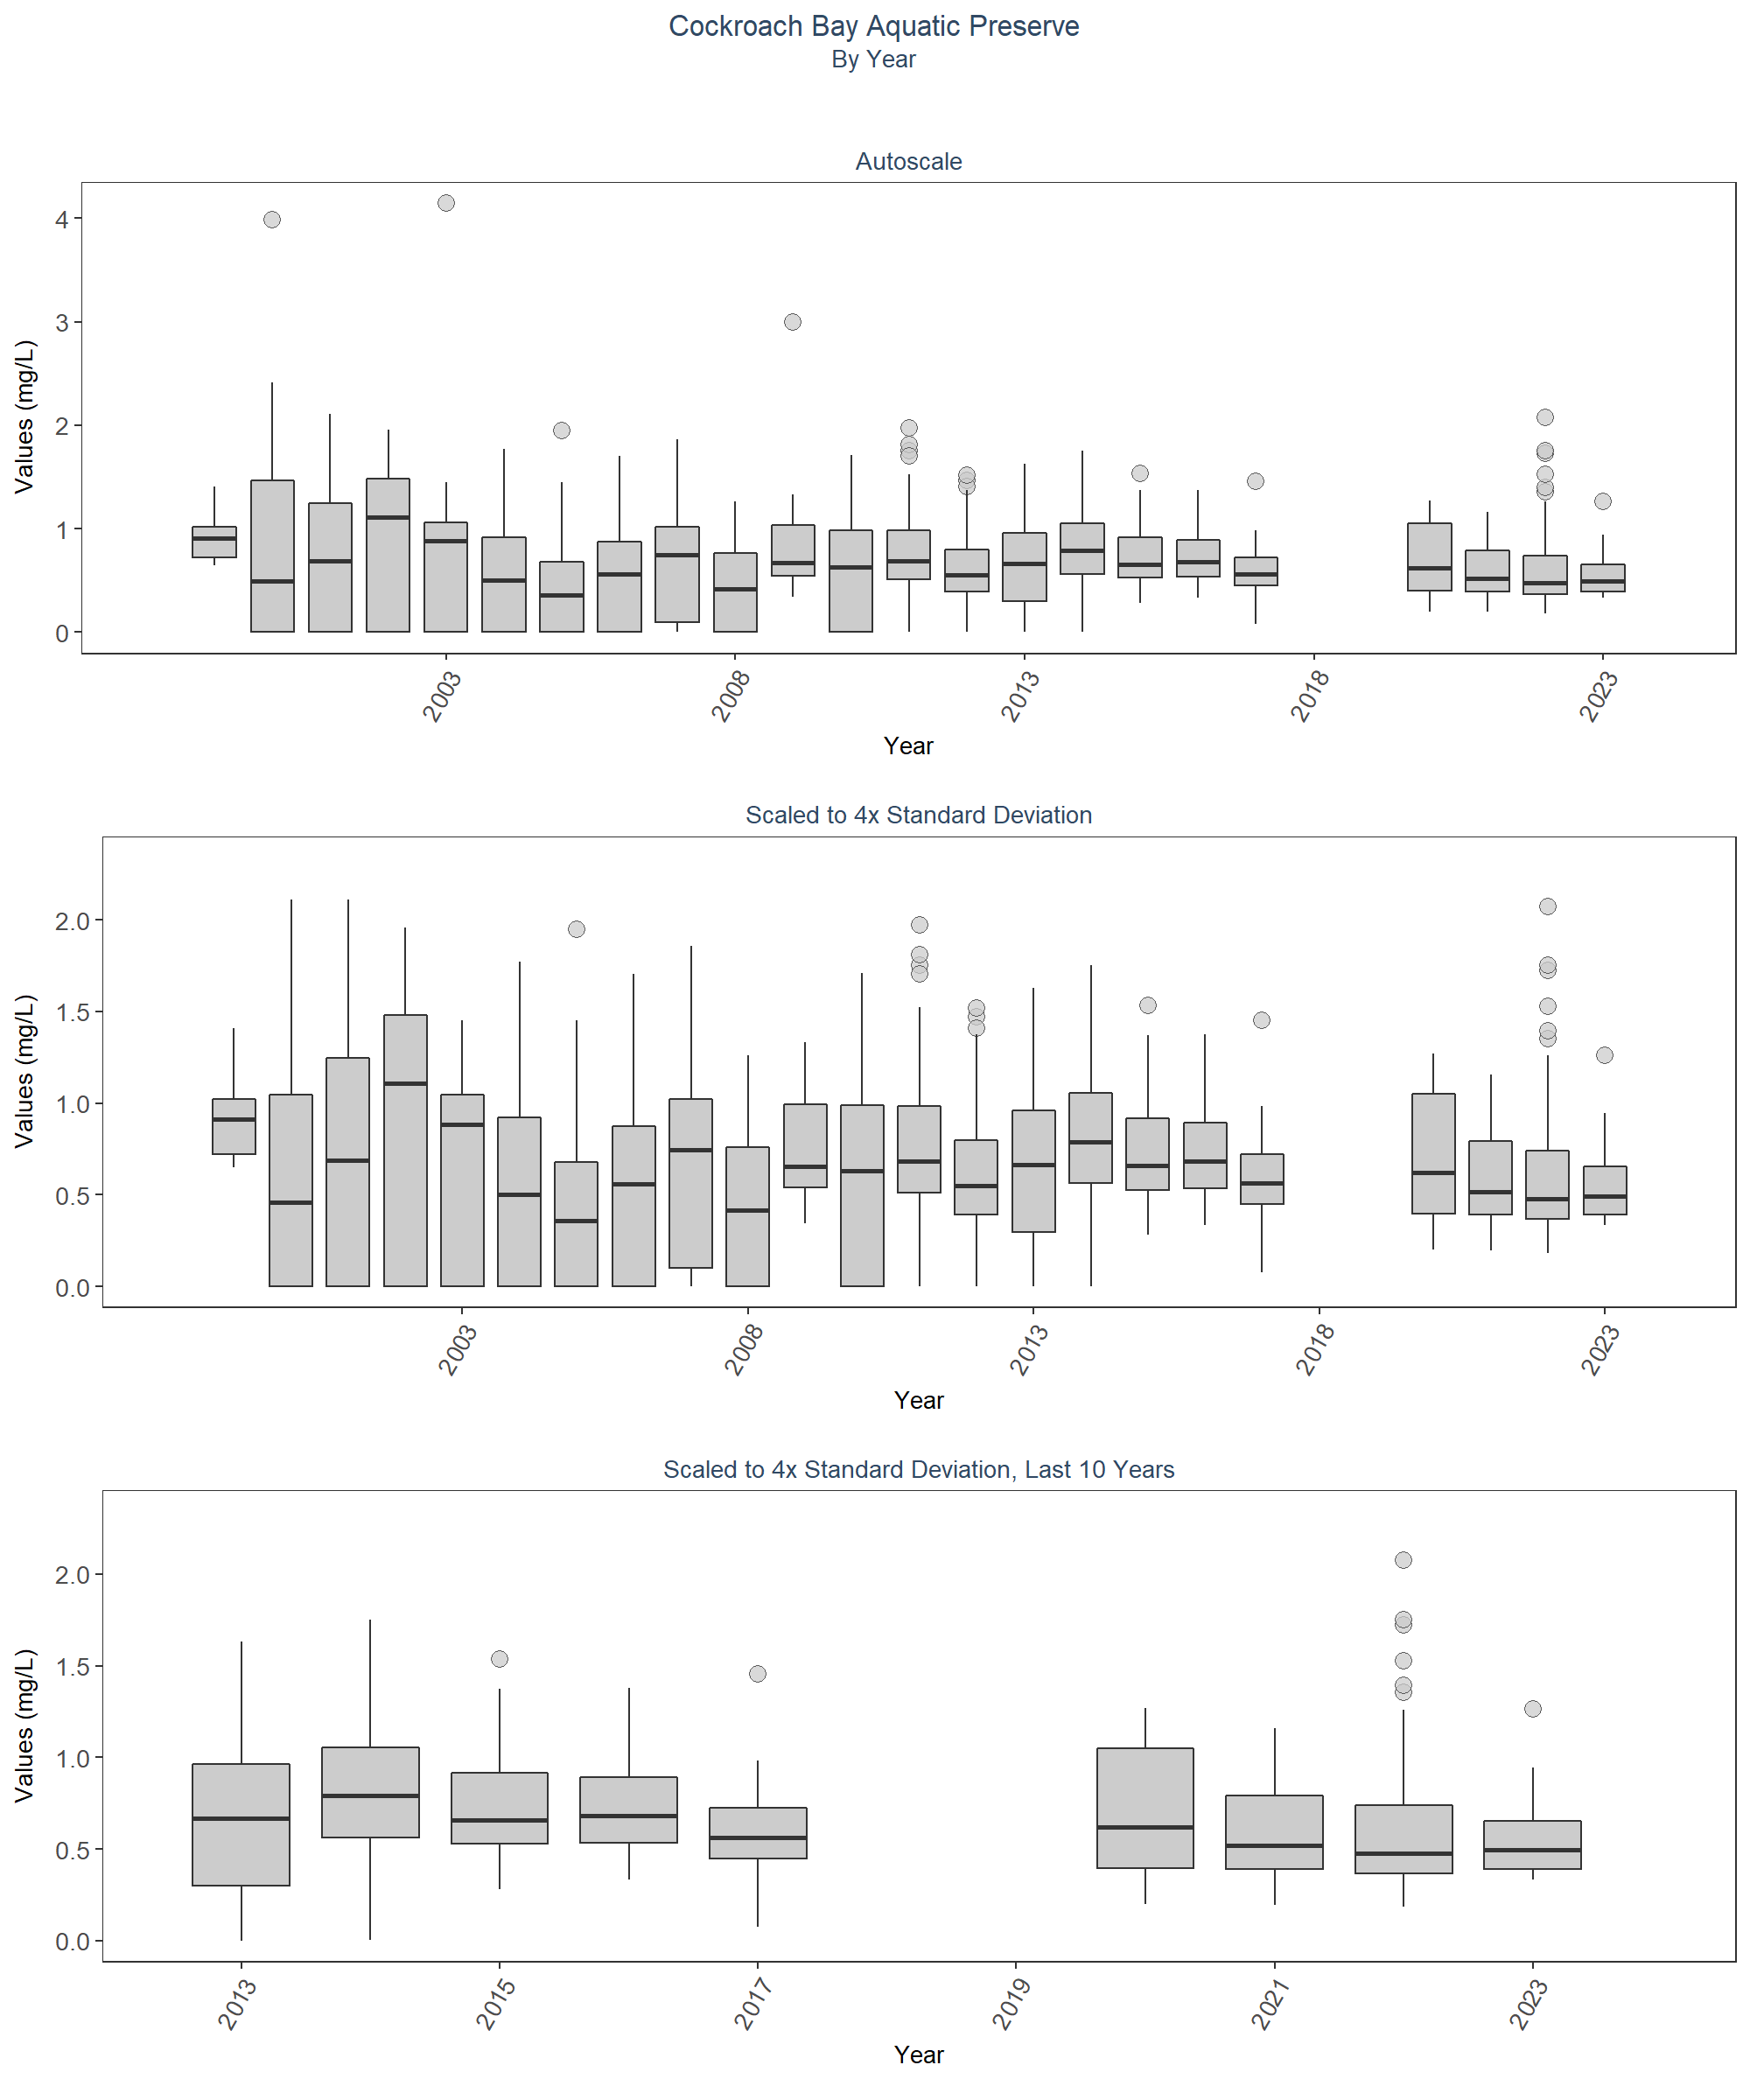 Cockroach Bay Aquatic Preserve
By Year
Autoscale
Values (mg/L)
4
3
2
1
0
2003
2008
2013
2018
2023
Year
Scaled to 4x Standard Deviation
Values (mg/L)
2.0
1.5
1.0
0.5
0.0
2003
2008
2013
2018
2023
Year
Scaled to 4x Standard Deviation, Last 10 Years
Values (mg/L)
2.0
1.5
1.0
0.5
0.0
2013
2015
2017
2019
2021
2023
Year